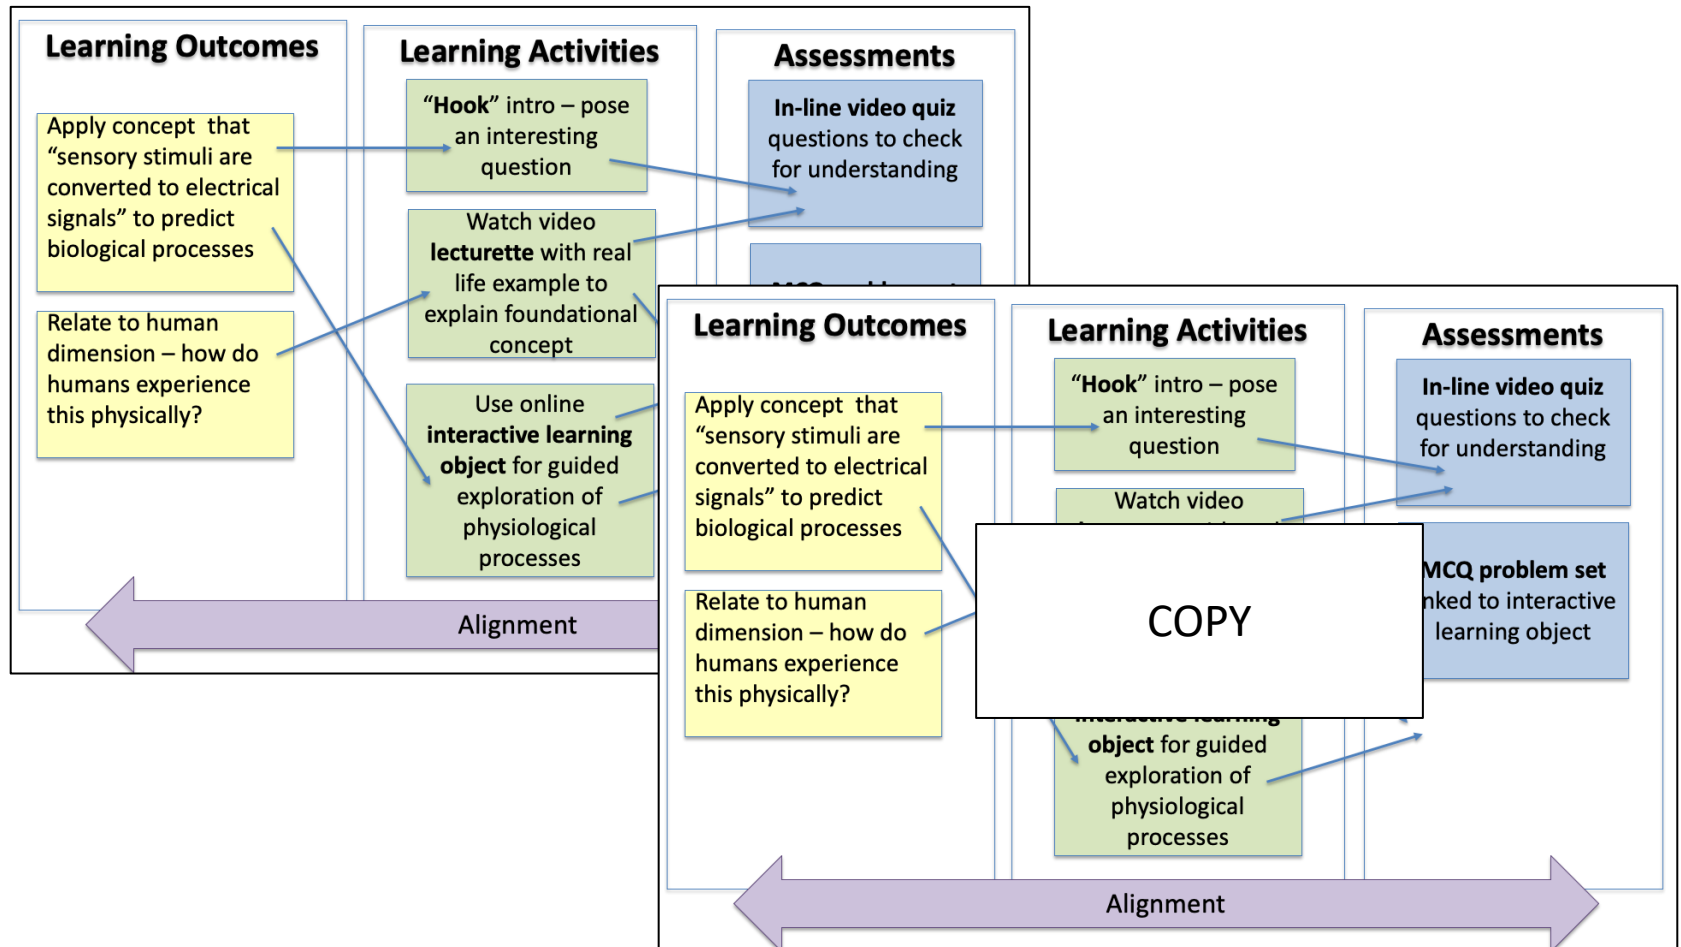 Learning Outcomes
Apply concept that
“sensory stimuli are
converted to electrical
signals” to predict
biological processes
Relate to human
dimension – how do
humans experience
this physically?
Learning Activities
“Hook” intro – pose
an interesting
question
Watch video
lecturette with real
life example to
explain foundational
concept
Use online
interactive learning
object for guided
exploration of
physiological
processes
Assessments
In-line video quiz
questions to check
for understanding
Alignment
Learning Outcomes
Apply concept that
“sensory stimuli are
converted to electrical
signals” to predict
biological processes
Relate to human
dimension – how do
humans experience
this physically?
Learning Activities
“Hook” intro – pose
an interesting
question
Watch video
COPY
interactive learning
object for guided
exploration of
physiological
processes
Assessments
In-line video quiz
questions to check
for understanding
MCQ problem set
to interactive
learning object
Alignment